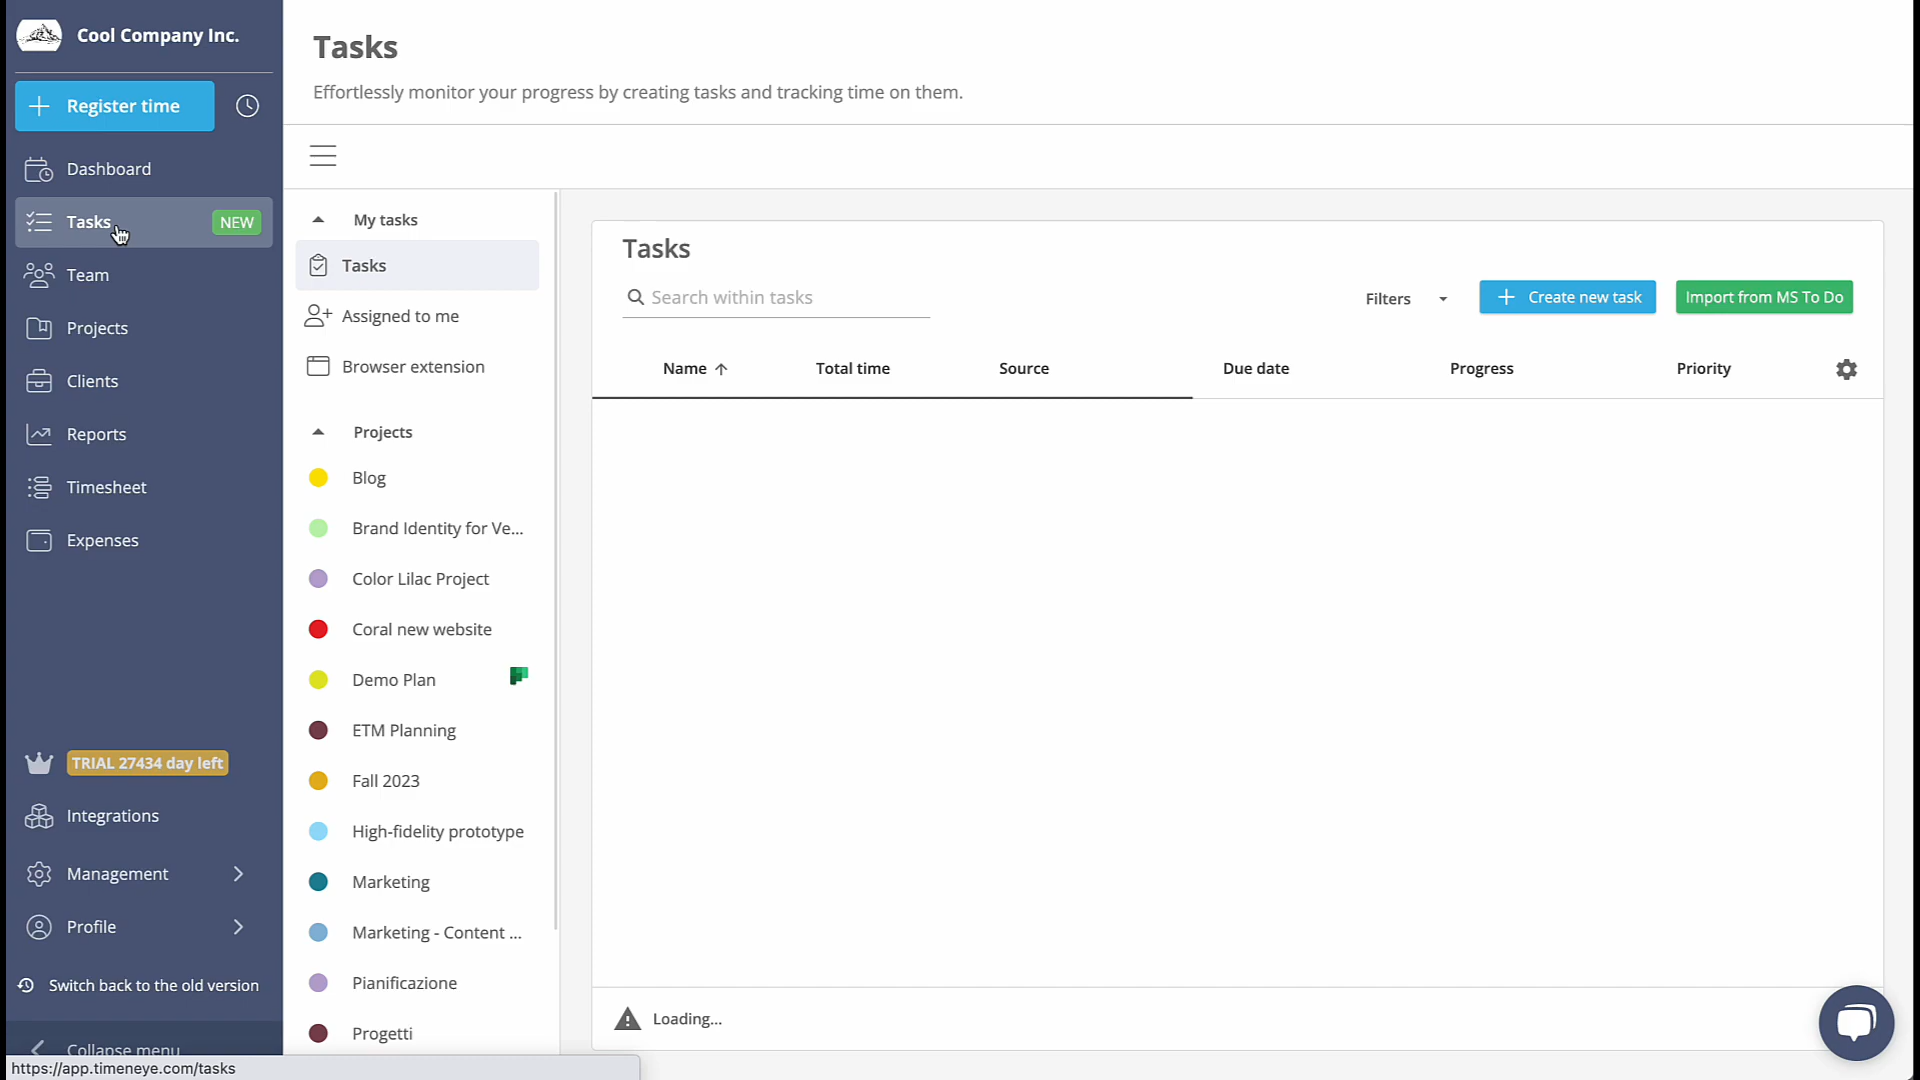 Cool Company Inc.
Register time
Dashboard
Tasks
NEW
Team
Projects
Clients
Reports
Timesheet
Expenses
TRIAL 27434 day left
Integrations
Management
Profile
Switch back to the old version
Collapse menu
https://app.timeneye.com/tasks
Tasks
Effortlessly monitor your progress by creating tasks and tracking time on them.
My tasks
Tasks
Assigned to me
Browser extension
Projects
Blog
Brand Identity for Ve...
Color Lilac Project
Coral new website
Demo Plan
ETM Planning
Fall 2023
High-fidelity prototype
Marketing
Marketing - Content ...
Pianificazione
Progetti
Tasks
Search within tasks
Filters
Create new task
Import from MS To Do
Name
Total time
Source
Due date
Progress
Priority
Loading...